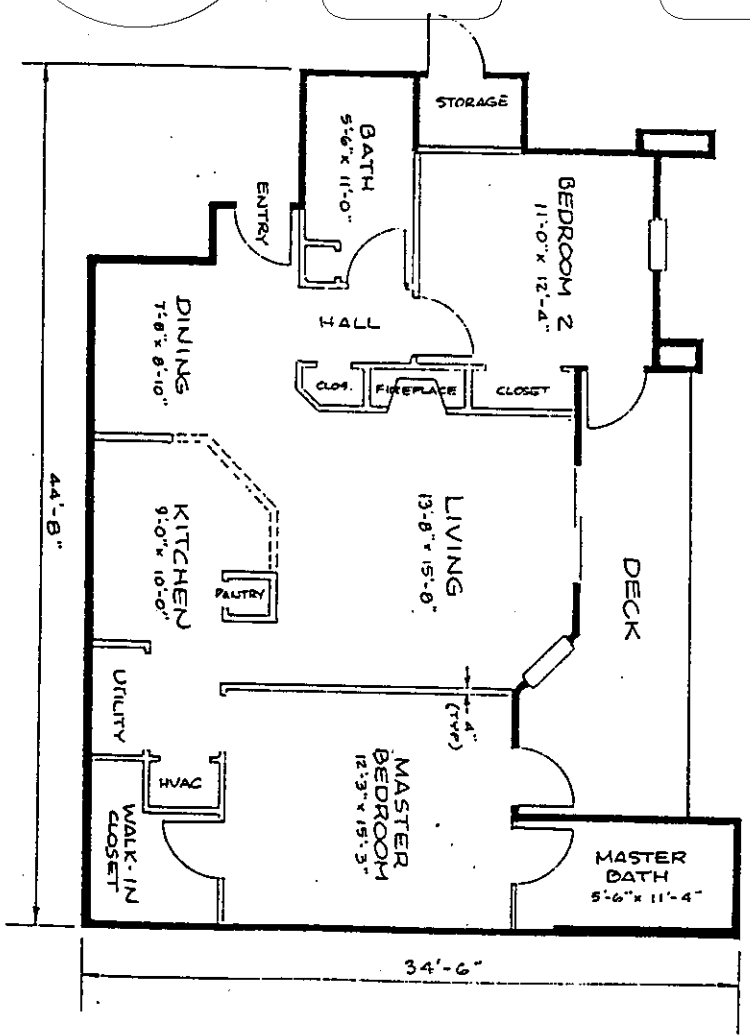 STORAGE
BATH
5'-6" x 11'-0"
BEDROOM 2
11'-0" x 12'-4"
ENTRY
HALL
DINING
7'-8" x 8'-10"
CLOS.
FIREPLACE
CLOSET
LIVING
13'-8" x 15'-0"
KITCHEN
9'-0" x 10'-0"
PANTRY
DECK
44'-8"
UTILITY
4"
(TYP)
HVAC
MASTER
BEDROOM
12'-3" x 15'-3"
WALK-IN
CLOSET
MASTER
BATH
5'-6" x 11'-4"
34'-6"